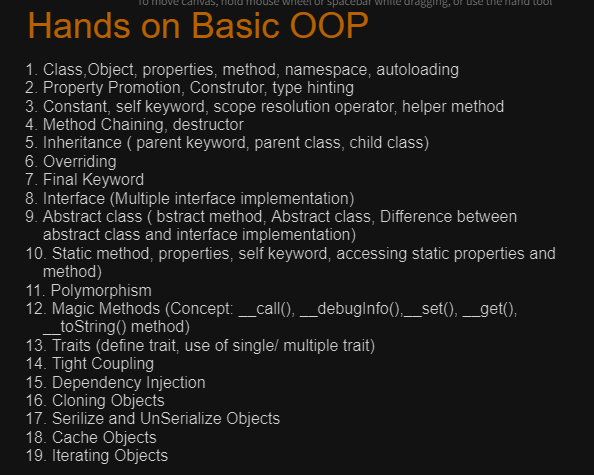 To move canvas, hold mouse wheel or spacebar while dragging, or use the hand tool
Hands on Basic OOP
1. Class,Object, properties, method, namespace, autoloading
2. Property Promotion, Construtor, type hinting
3. Constant, self keyword, scope resolution operator, helper method
4. Method Chaining, destructor
5. Inheritance ( parent keyword, parent class, child class)
6. Overriding
7. Final Keyword
8. Interface (Multiple interface implementation)
9. Abstract class ( bstract method, Abstract class, Difference between
abstract class and interface implementation)
10. Static method, properties, self keyword, accessing static properties and
method)
11. Polymorphism
12. Magic Methods (Concept: __call(), __debugInfo(),__set(), __get(),
__toString() method)
13. Traits (define trait, use of single/ multiple trait)
14. Tight Coupling
15. Dependency Injection
16. Cloning Objects
17. Serilize and UnSerialize Objects
18. Cache Objects
19. Iterating Objects